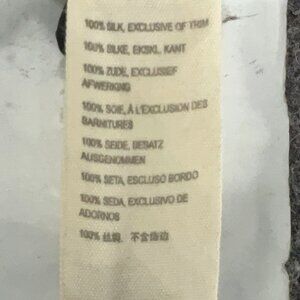 100% SILK, EXCLUSIVE OF TRIM
100% SILKE, EKSKL. KANT
100% ZIJDE, EXCLUSIEF
AFWERKING
100% SOIE, À L'EXCLUSION DES
GARNITURES
100% SEIDE, BESATZ
AUSGENOMMEN
100% SETA, ESCLUSO BORDO
100% SEDA, EXCLUSIVO DE
ADORNOS
100% 丝绸, 不含饰边